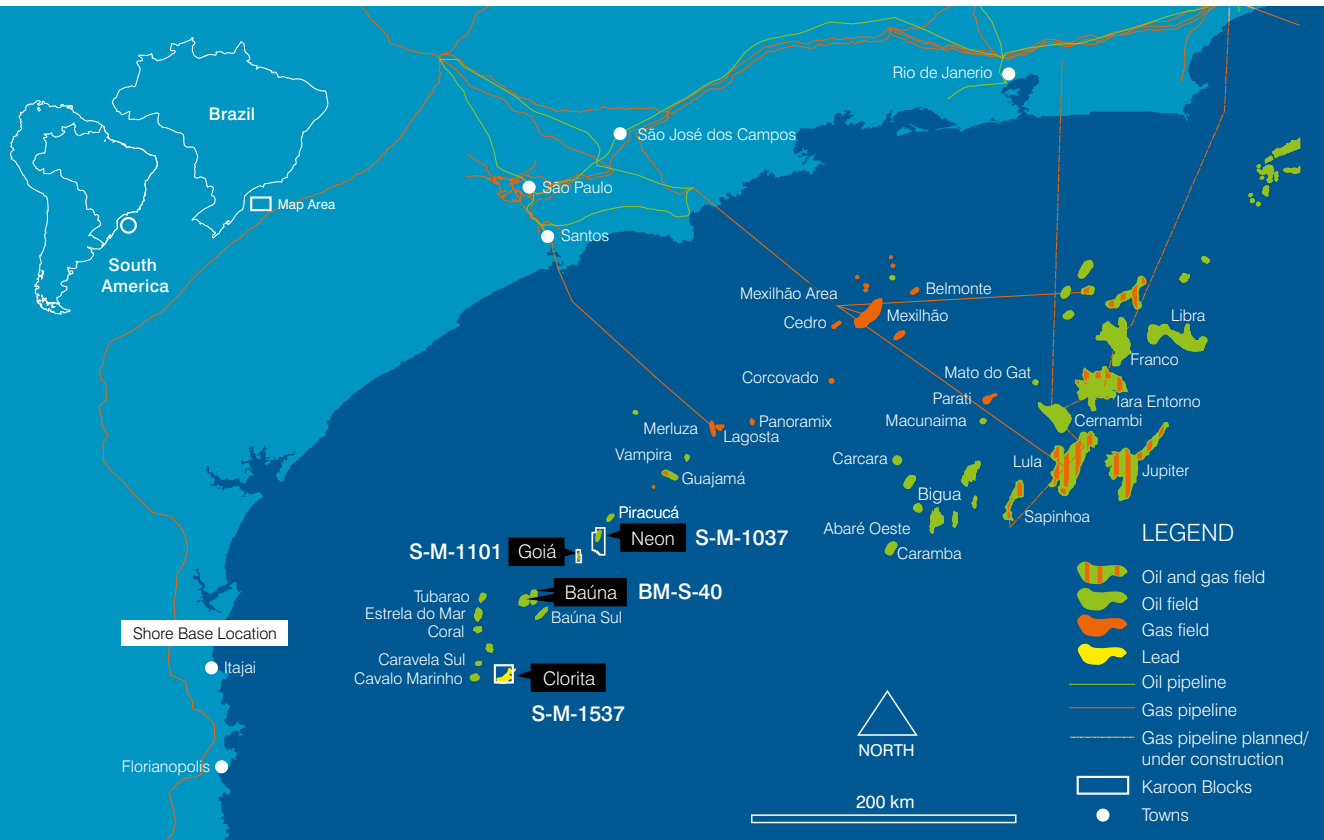 Brazil
Map Area
South
America
Rio de Janerio
São José dos Campos
São Paulo
Santos
Mexilhão Area
Belmonte
Cedro
Mexilhão
Libra
Franco
Corcovado
Mato do Gat
Parati
Iara Entorno
Merluza
Lagosta
Panoramix
Macunaima
Cernambi
Vampira
Guajamá
Carcara
Lula
Jupiter
Bigua
Piracucá
Sapinhoa
Abaré Oeste
Caramba
S-M-1101
Goiá
Neon
S-M-1037
Tubarao
Baúna
BM-S-40
Estrela do Mar
Baúna Sul
Coral
Shore Base Location
Itajai
Caravela Sul
Cavalo Marinho
Clorita
S-M-1537
Florianopolis
NORTH
200 km
LEGEND
Oil and gas field
Oil field
Gas field
Lead
Oil pipeline
Gas pipeline
Gas pipeline planned/
under construction
Karoon Blocks
Towns